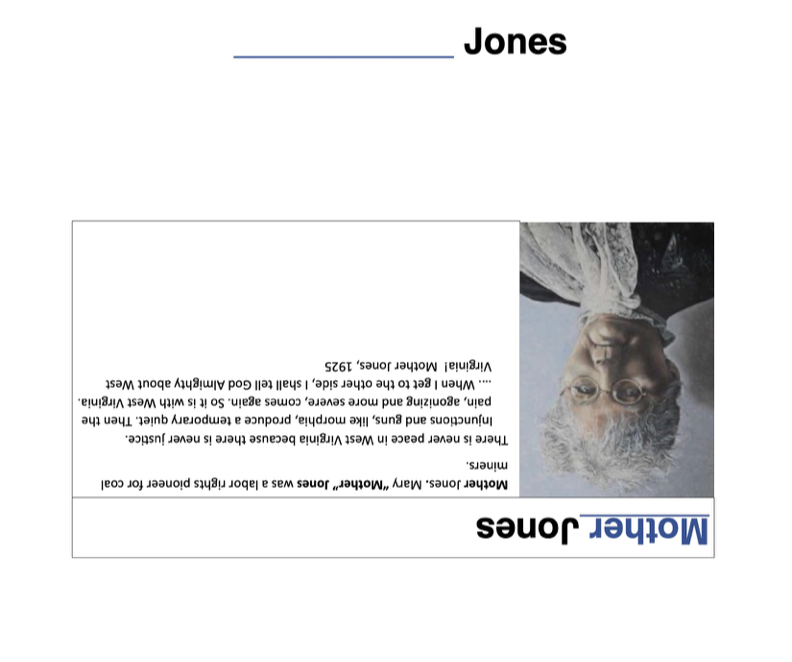 ____________________ Jones
Mother Jones
Mother Jones. Mary “Mother” Jones was a labor rights pioneer for coal
miners.
There is never peace in West Virginia because there is never justice.
Injunctions and guns, like morphia, produce a temporary quiet. Then the
pain, agonizing and more severe, comes again. So it is with West Virginia.
.... When I get to the other side, I shall tell God Almighty about West
Virginia! Mother Jones, 1925